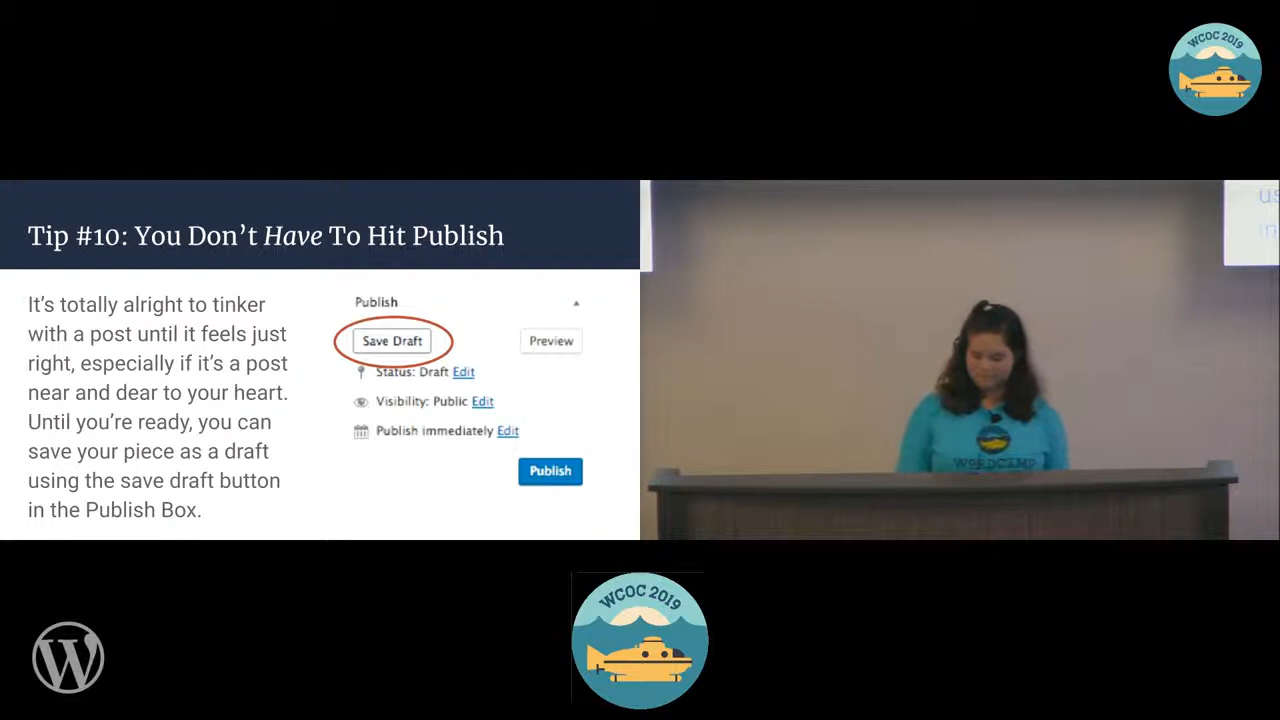 WCOC 2019
Tip #10: You Don’t Have To Hit Publish
It’s totally alright to tinker
with a post until it feels just
right, especially if it’s a post
near and dear to your heart.
Until you’re ready, you can
save your piece as a draft
using the save draft button
in the Publish Box.
Publish
Save Draft
Preview
Status: Draft Edit
Visibility: Public Edit
Publish immediately Edit
Publish
us
in
WORDCAMP
W
WCOC 2019